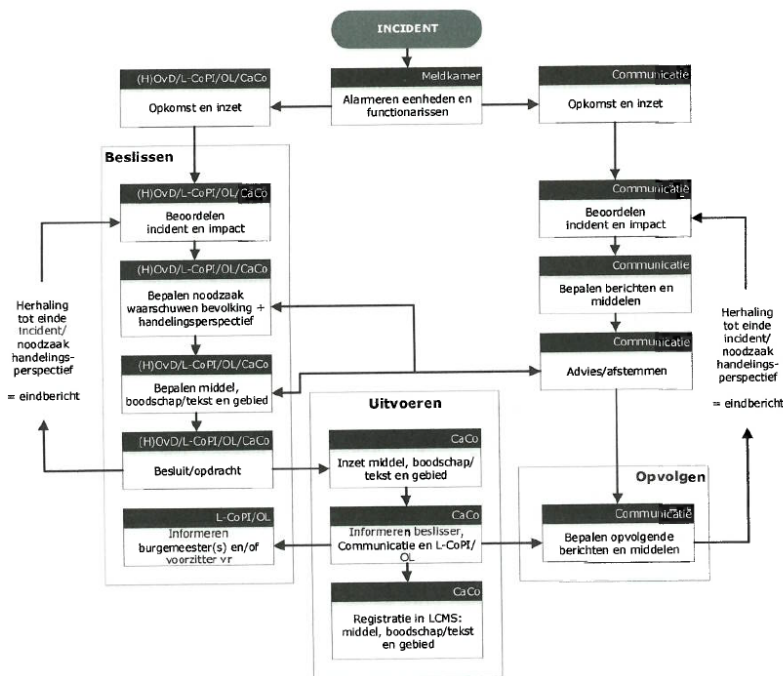 INCIDENT
(H)OvD/L-CoPI/OL/CaCo
Opkomst en inzet
Meldkamer
Alarmeren eenheden en
functionarissen
Communicatie
Opkomst en inzet
Beslissen
(H)OvD/L-CoPI/OL/CaCo
Beoordelen
incident en impact
(H)OvD/L-CoPI/OL/CaCo
Bepalen noodzaak
waarschuwen bevolking +
handelingsperspectief
(H)OvD/L-CoPI/OL/CaCo
Bepalen middel,
boodschap/tekst en gebied
(H)OvD/L-CoPI/OL/CaCo
Besluit/opdracht
L-CoPI/OL
Informeren
burgemeester(s) en/of
voorzitter vr
Herhaling
tot einde
incident/
noodzaak
handelings-
perspectief
= eindbericht
Communicatie
Beoordelen
incident en impact
Communicatie
Bepalen berichten en
middelen
Communicatie
Advies/afstemmen
Herhaling
tot einde
incident/
noodzaak
handelings-
perspectief
= eindbericht
Uitvoeren
CaCo
Inzet middel, boodschap/
tekst en gebied
CaCo
Informeren beslisser,
Communicatie en L-CoPI/
OL
CaCo
Registratie in LCMS:
middel, boodschap/tekst
en gebied
Opvolgen
Communicatie
Bepalen opvolgende
berichten en middelen